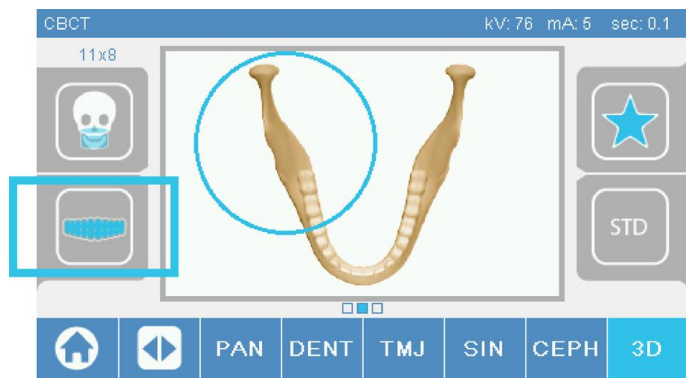 CBCT kV: 76 mA: 5 sec: 0.1
11x8
STD
PAN DENT TMJ SIN CEPH 3D